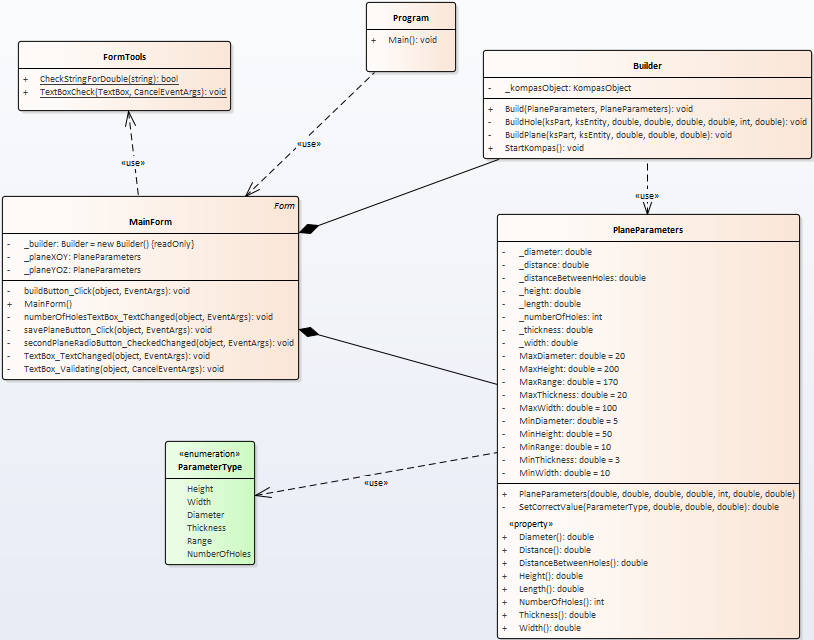 Program
+ Main(): void
FormTools
+ CheckStringForDouble(string): bool
+ TextBoxCheck(TextBox, CancelEventArgs): void
Builder
- _kompasObject: KompasObject
+ Build(PlaneParameters, PlaneParameters): void
- BuildHole(ksPart, ksEntity, double, double, double, double, int, double): void
- BuildPlane(ksPart, ksEntity, double, double, double): void
+ StartKompas(): void
«use»
«use»
«use»
Form
MainForm
- _builder: Builder = new Builder() {readOnly}
- _planeXOY: PlaneParameters
- _planeYOZ: PlaneParameters
- buildButton_Click(object, EventArgs): void
+ MainForm()
- numberOfHolesTextBox_TextChanged(object, EventArgs): void
- savePlaneButton_Click(object, EventArgs): void
- secondPlaneRadioButton_CheckedChanged(object, EventArgs): void
- TextBox_TextChanged(object, EventArgs): void
- TextBox_Validating(object, CancelEventArgs): void
PlaneParameters
- _diameter: double
- _distance: double
- _distanceBetweenHoles: double
- _height: double
- _length: double
- _numberOfHoles: int
- _thickness: double
- _width: double
- MaxDiameter: double = 20
- MaxHeight: double = 200
- MaxRange: double = 170
- MaxThickness: double = 20
- MaxWidth: double = 100
- MinDiameter: double = 5
- MinHeight: double = 50
- MinRange: double = 10
- MinThickness: double = 3
- MinWidth: double = 10
+ PlaneParameters(double, double, double, double, int, double, double)
- SetCorrectValue(ParameterType, double, double, double): double
«property»
+ Diameter(): double
+ Distance(): double
+ DistanceBetweenHoles(): double
+ Height(): double
+ Length(): double
+ NumberOfHoles(): int
+ Thickness(): double
+ Width(): double
«enumeration»
ParameterType
Height
Width
Diameter
Thickness
Range
NumberOfHoles
«use»